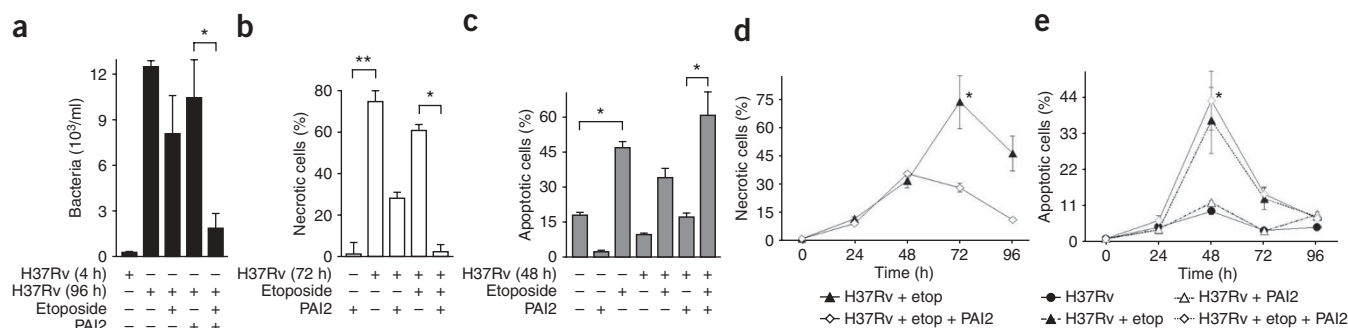 a
*
12
9
6
3
0
Bacteria (10³/ml)
H37Rv (4 h) + – – – –
H37Rv (96 h) – + + + +
Etoposide – – + – +
PAI2 – – – + +
b
**
*
80
60
40
20
0
Necrotic cells (%)
H37Rv (72 h) – + + + +
Etoposide – – – + +
PAI2 + – + – +
c
*
*
60
45
30
15
0
Apoptotic cells (%)
H37Rv (48 h) – – – + + + +
Etoposide – – + – + – +
PAI2 – + – – – + +
d
*
75
60
45
30
15
0
Necrotic cells (%)
0 24 48 72 96
Time (h)
H37Rv + etop
H37Rv + etop + PAI2
e
*
44
33
22
11
0
Apoptotic cells (%)
0 24 48 72 96
Time (h)
H37Rv
H37Rv + PAI2
H37Rv + etop
H37Rv + etop + PAI2